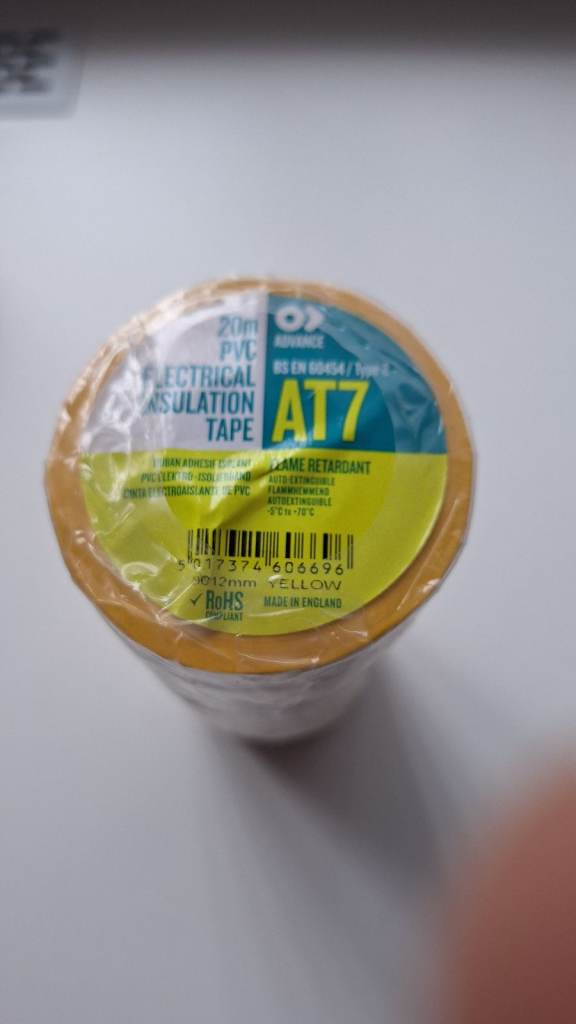 20m
PVC
ELECTRICAL
INSULATION
TAPE
ADVANCE
BS EN 60454 / Type
AT7
RUBAN ADHESIF ISOLANT
PVC ELEKTRO-ISOLIERBAND
CINTA ELECTROAISLANTE DE PVC
FLAME RETARDANT
AUTO-EXTINGUIBLE
FLAMMHEMMEND
AUTOEXTINGUIBLE
-5°C to +70°C
5 017374 606696
12mm YELLOW
RoHS
COMPLIANT
MADE IN ENGLAND